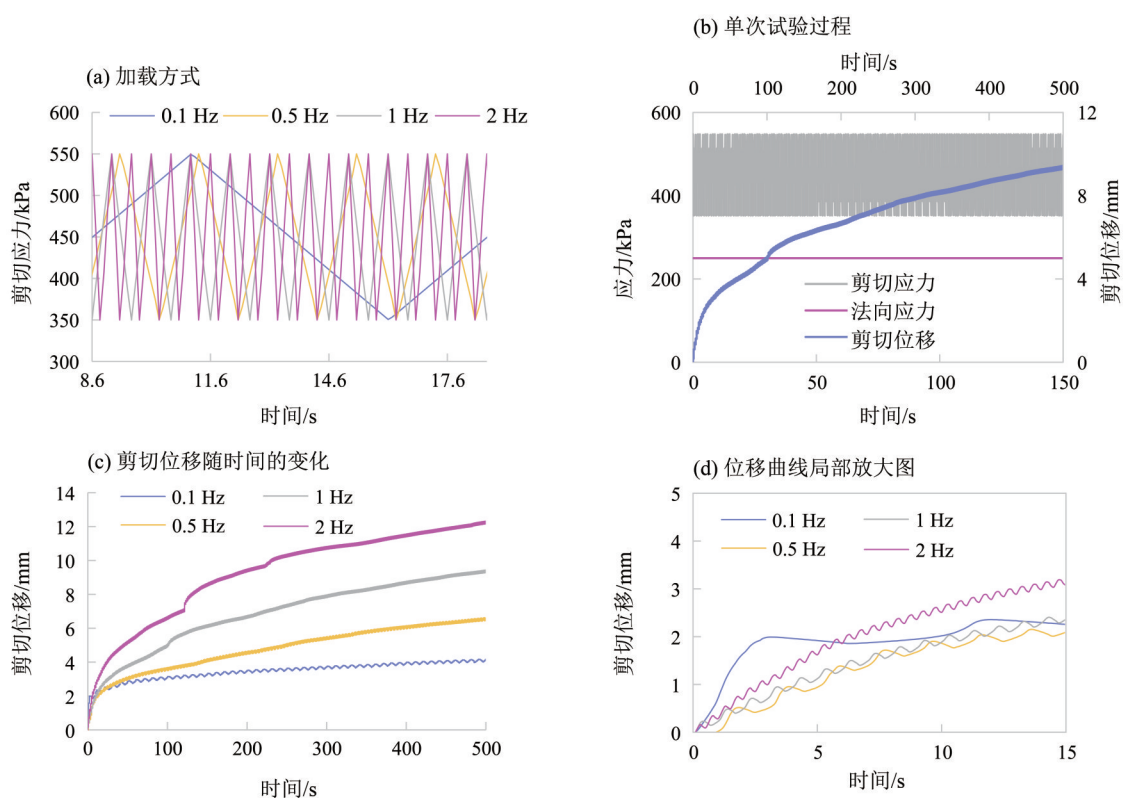 (a) 加载方式
0.1 Hz 0.5 Hz 1 Hz 2 Hz
剪切应力/kPa
600
550
500
450
400
350
300
8.6 11.6 14.6 17.6
时间/s
(b) 单次试验过程
时间/s
0 100 200 300 400 500
应力/kPa
600
400
200
0
剪切应力
法向应力
剪切位移
12
8
4
0
剪切位移/mm
0 50 100 150
时间/s
(c) 剪切位移随时间的变化
0.1 Hz 1 Hz
0.5 Hz 2 Hz
剪切位移/mm
14
12
10
8
6
4
2
0
0 100 200 300 400 500
时间/s
(d) 位移曲线局部放大图
0.1 Hz 1 Hz
0.5 Hz 2 Hz
剪切位移/mm
5
4
3
2
1
0
0 5 10 15
时间/s